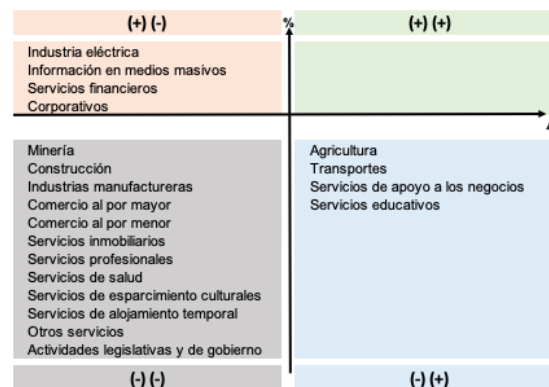 (+) (-)
%
(+) (+)
Industria eléctrica
Información en medios masivos
Servicios financieros
Corporativos
Minería
Construcción
Industrias manufactureras
Comercio al por mayor
Comercio al por menor
Servicios inmobiliarios
Servicios profesionales
Servicios de salud
Servicios de esparcimiento culturales
Servicios de alojamiento temporal
Otros servicios
Actividades legislativas y de gobierno
Agricultura
Transportes
Servicios de apoyo a los negocios
Servicios educativos
(-) (-)
(-) (+)